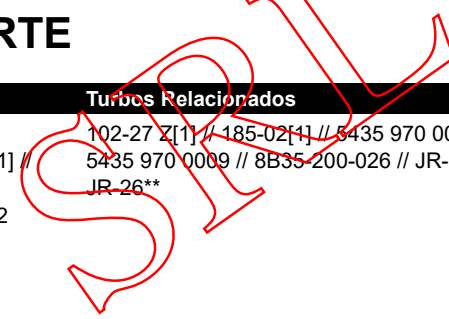 RTE
Turbos Relacionados
102-27 Z[1] // 185-02[1] // 5435 970 00
1] // 5435 970 0009 // 8B35-200-026 // JR-
JR-26**
2
SRL